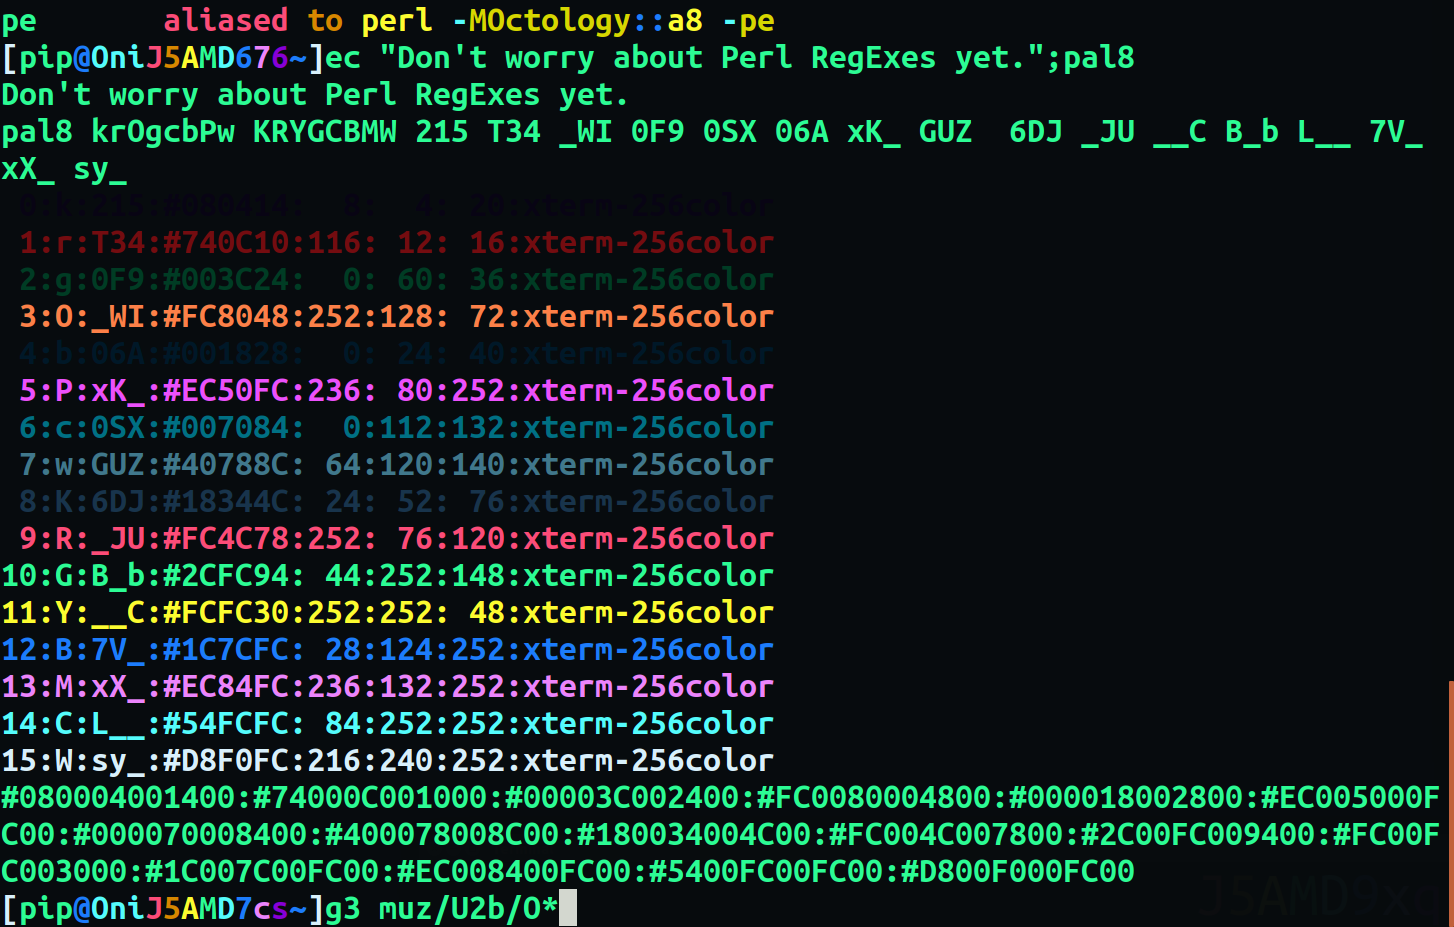 pe       aliased to perl -MOctology::a8 -pe
[pip@OniJ5AMD676~]ec "Don't worry about Perl RegExes yet.";pal8
Don't worry about Perl RegExes yet.
pal8 krOgcbPw KRYGCBMW 215 T34 _WI 0F9 0SX 06A xK_ GUZ  6DJ _JU __C B_b L__ 7V_
xX_ sy_
 0:k:215:#080414:  8:  4: 20:xterm-256color
 1:r:T34:#740C10:116: 12: 16:xterm-256color
 2:g:0F9:#003C24:  0: 60: 36:xterm-256color
 3:O:_WI:#FC8048:252:128: 72:xterm-256color
 4:b:06A:#001828:  0: 24: 40:xterm-256color
 5:P:xK_:#EC50FC:236: 80:252:xterm-256color
 6:c:0SX:#007084:  0:112:132:xterm-256color
 7:w:GUZ:#40788C: 64:120:140:xterm-256color
 8:K:6DJ:#18344C: 24: 52: 76:xterm-256color
 9:R:_JU:#FC4C78:252: 76:120:xterm-256color
10:G:B_b:#2CFC94: 44:252:148:xterm-256color
11:Y:__C:#FCFC30:252:252: 48:xterm-256color
12:B:7V_:#1C7CFC: 28:124:252:xterm-256color
13:M:xX_:#EC84FC:236:132:252:xterm-256color
14:C:L__:#54FCFC: 84:252:252:xterm-256color
15:W:sy_:#D8F0FC:216:240:252:xterm-256color
#080004001400:#74000C001000:#00003C002400:#FC0080004800:#000018002800:#EC005000F
C00:#000070008400:#400078008C00:#180034004C00:#FC004C007800:#2C00FC009400:#FC00F
C003000:#1C007C00FC00:#EC008400FC00:#5400FC00FC00:#D800F000FC00
[pip@OniJ5AMD7cs~]g3 muz/U2b/O*